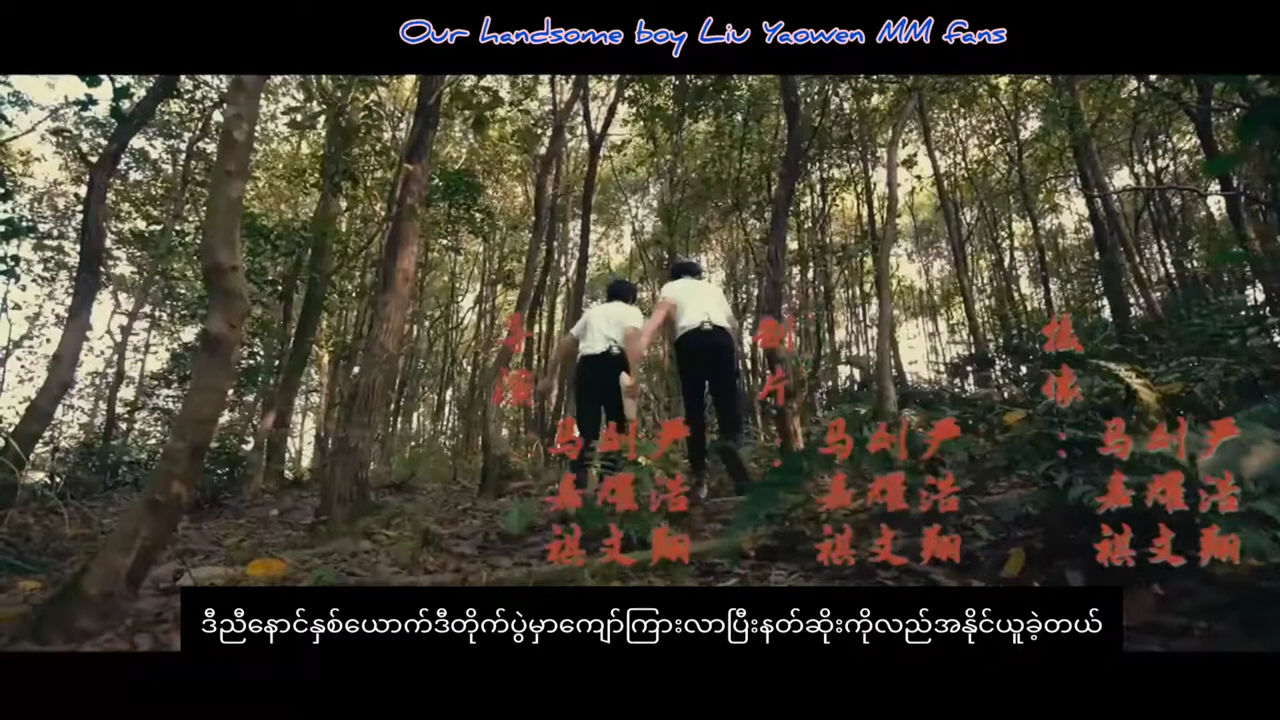 Our handsome boy Liu Yaowen MM fans
导演:
马嘉祺
刘耀文
严浩翔
制片:
马嘉祺
刘耀文
严浩翔
摄像:
马嘉祺
刘耀文
严浩翔
ဒီညီနောင်နှစ်ယောက်ဒီတိုက်ပွဲမှာကျော်ကြားလာပြီးနတ်ဆိုးကိုလည်အနိုင်ယူခဲ့တယ်